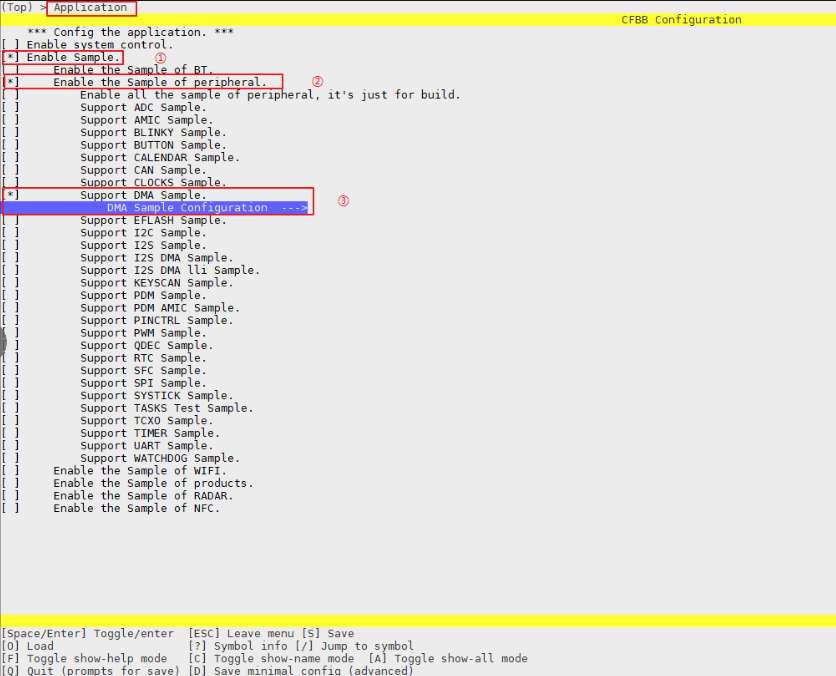 (Top) > Application
CFBB Configuration
*** Config the application. ***
[ ] Enable system control.
[*] Enable Sample. ①
[ ] Enable the Sample of BT.
[*] Enable the Sample of peripheral. ②
[ ] Enable all the sample of peripheral, it's just for build.
[ ] Support ADC Sample.
[ ] Support AMIC Sample.
[ ] Support BLINKY Sample.
[ ] Support BUTTON Sample.
[ ] Support CALENDAR Sample.
[ ] Support CAN Sample.
[ ] Support CLOCKS Sample.
[*] Support DMA Sample. ③
DMA Sample Configuration --->
[ ] Support EFLASH Sample.
[ ] Support I2C Sample.
[ ] Support I2S Sample.
[ ] Support I2S DMA Sample.
[ ] Support I2S DMA lli Sample.
[ ] Support KEYSCAN Sample.
[ ] Support PDM Sample.
[ ] Support PDM AMIC Sample.
[ ] Support PINCTRL Sample.
[ ] Support PWM Sample.
[ ] Support QDEC Sample.
[ ] Support RTC Sample.
[ ] Support SFC Sample.
[ ] Support SPI Sample.
[ ] Support SYSTICK Sample.
[ ] Support TASKS Test Sample.
[ ] Support TCXO Sample.
[ ] Support TIMER Sample.
[ ] Support UART Sample.
[ ] Support WATCHDOG Sample.
[ ] Enable the Sample of WIFI.
[ ] Enable the Sample of products.
[ ] Enable the Sample of RADAR.
[ ] Enable the Sample of NFC.
[Space/Enter] Toggle/enter [ESC] Leave menu [S] Save
[O] Load [?] Symbol info [/] Jump to symbol
[F] Toggle show-help mode [C] Toggle show-name mode [A] Toggle show-all mode
[Q] Quit (prompts for save) [D] Save minimal config (advanced)